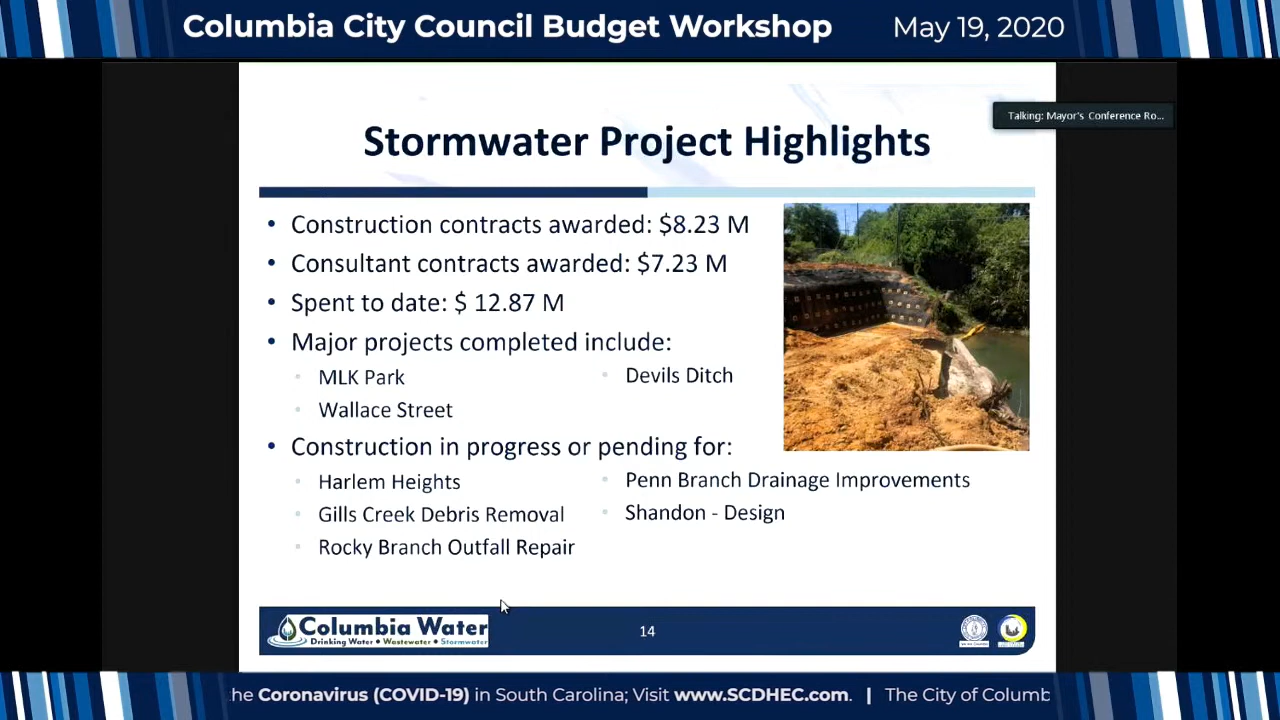 Columbia City Council Budget Workshop May 19, 2020
Talking: Mayor's Conference Ro...
Stormwater Project Highlights
• Construction contracts awarded: $8.23 M
• Consultant contracts awarded: $7.23 M
• Spent to date: $ 12.87 M
• Major projects completed include:
MLK Park
Devils Ditch
Wallace Street
• Construction in progress or pending for:
Harlem Heights
Penn Branch Drainage Improvements
Gills Creek Debris Removal
Shandon - Design
Rocky Branch Outfall Repair
Columbia Water
Drinking Water • Wastewater • Stormwater
14
he Coronavirus (COVID-19) in South Carolina; Visit www.SCDHEC.com. | The City of Columb